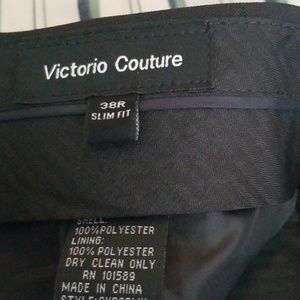 Victorio Couture
38R
SLIM FIT
SHELL:
100%POLYESTER
LINING:
100%POLYESTER
DRY CLEAN ONLY
RN 101589
MADE IN CHINA